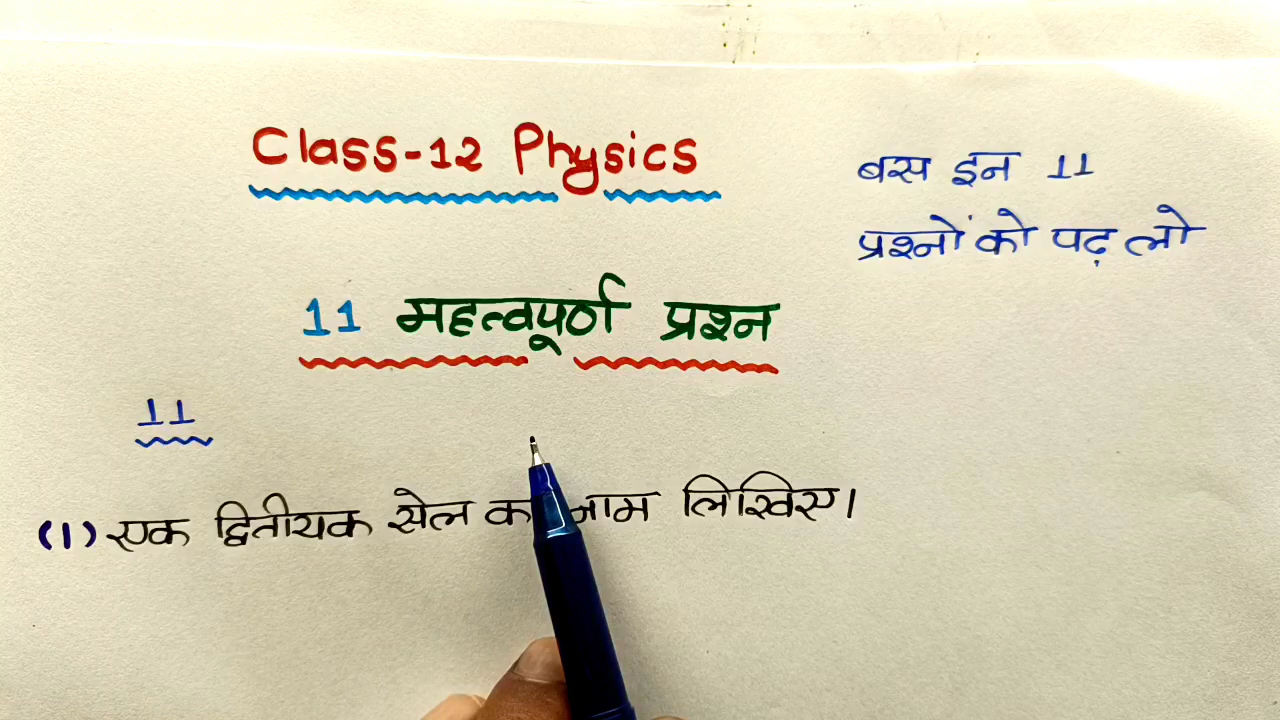 Class-12 Physics
बस इन 11
प्रश्नों को पढ़ लो
11 महत्वपूर्ण प्रश्न
11
(1) एक द्वितीयक सेल का नाम लिखिए।